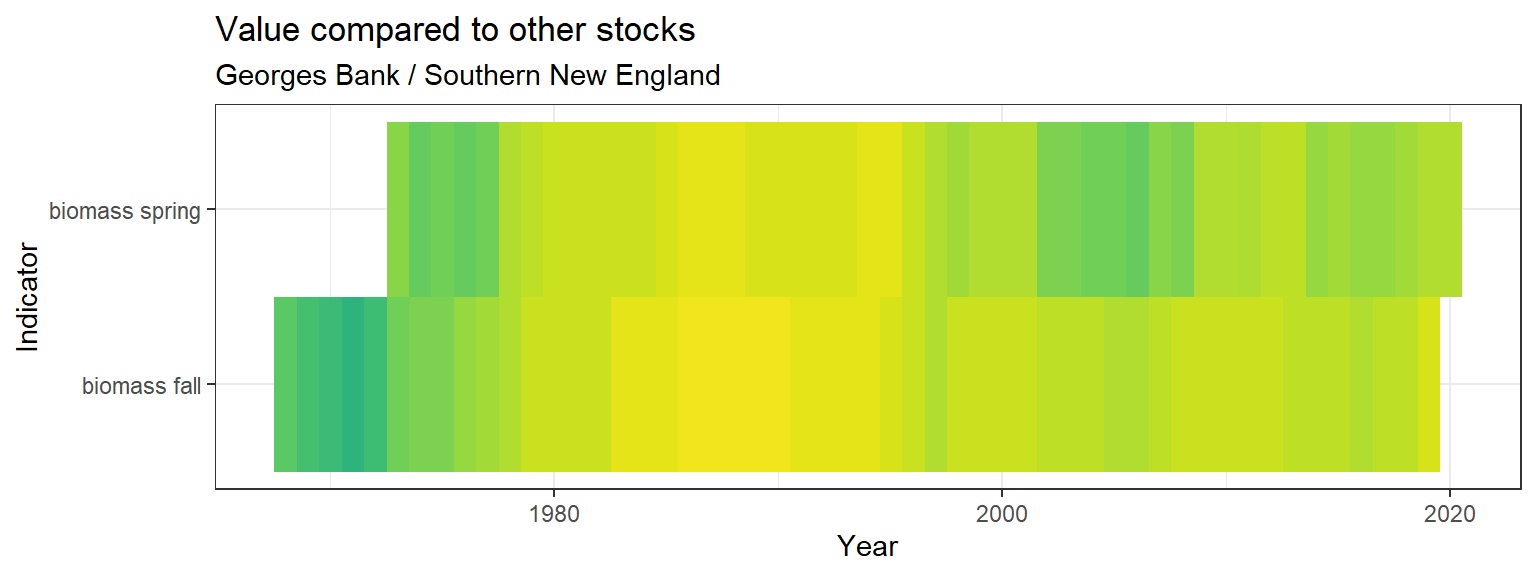 Value compared to other stocks
Georges Bank / Southern New England
Indicator
biomass spring
biomass fall
1980 2000 2020
Year